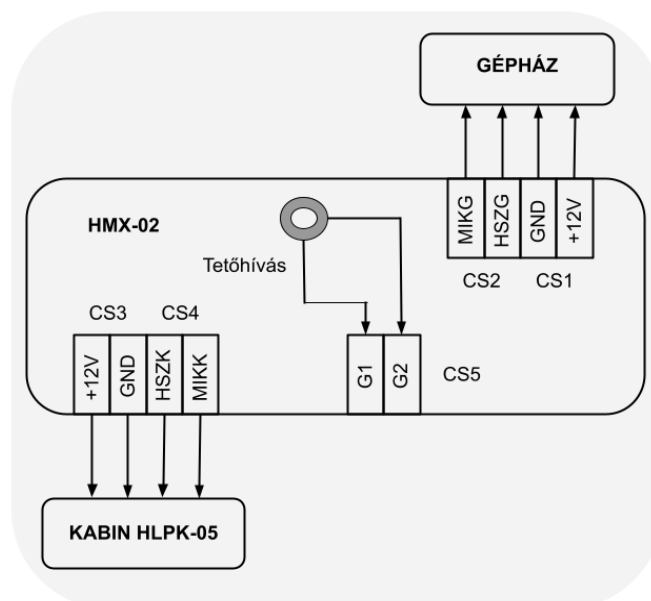 GÉPHÁZ
MIKG
HSZG
GND
+12V
HMX-02
Tetőhívás
CS2 CS1
CS3 CS4
+12V
GND
HSZK
MIKK
G1
G2
CS5
KABIN HLPK-05